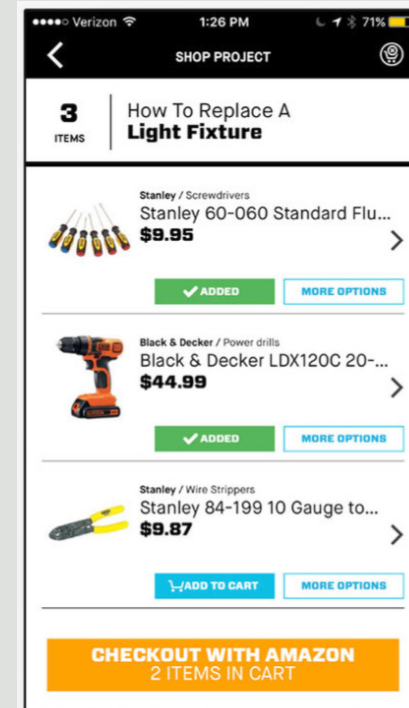 Verizon 1:26 PM 71%
SHOP PROJECT
3 ITEMS
How To Replace A
Light Fixture
Stanley / Screwdrivers
Stanley 60-060 Standard Flu...
$9.95
ADDED MORE OPTIONS
Black & Decker / Power drills
Black & Decker LDX120C 20-...
$44.99
ADDED MORE OPTIONS
Stanley / Wire Strippers
Stanley 84-199 10 Gauge to...
$9.87
ADD TO CART MORE OPTIONS
CHECKOUT WITH AMAZON
2 ITEMS IN CART